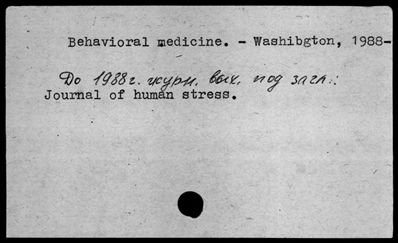 Behavioral medicine. - Washibgton, 1988-
До 1988г. журн. вых. под загл.:
Journal of human stress.